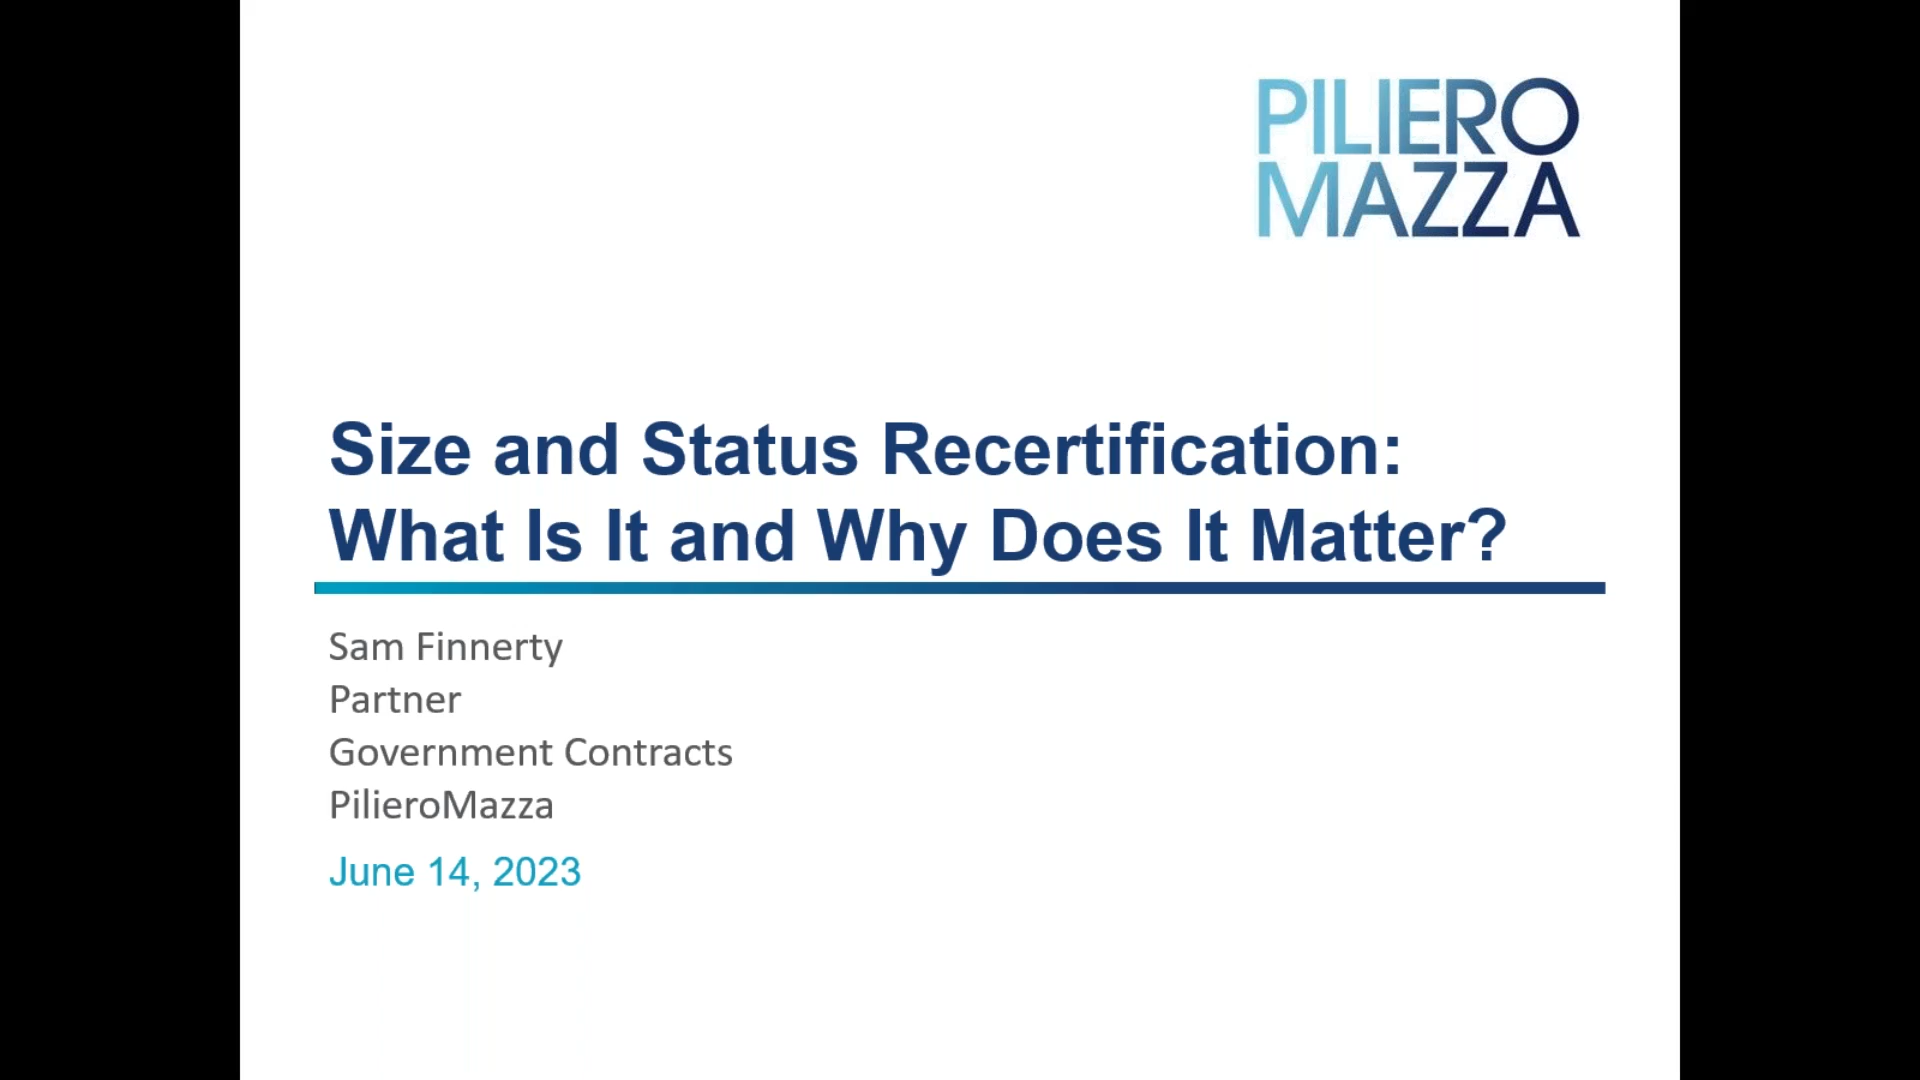 PILIERO
MAZZA
Size and Status Recertification:
What Is It and Why Does It Matter?
Sam Finnerty
Partner
Government Contracts
PilieroMazza
June 14, 2023